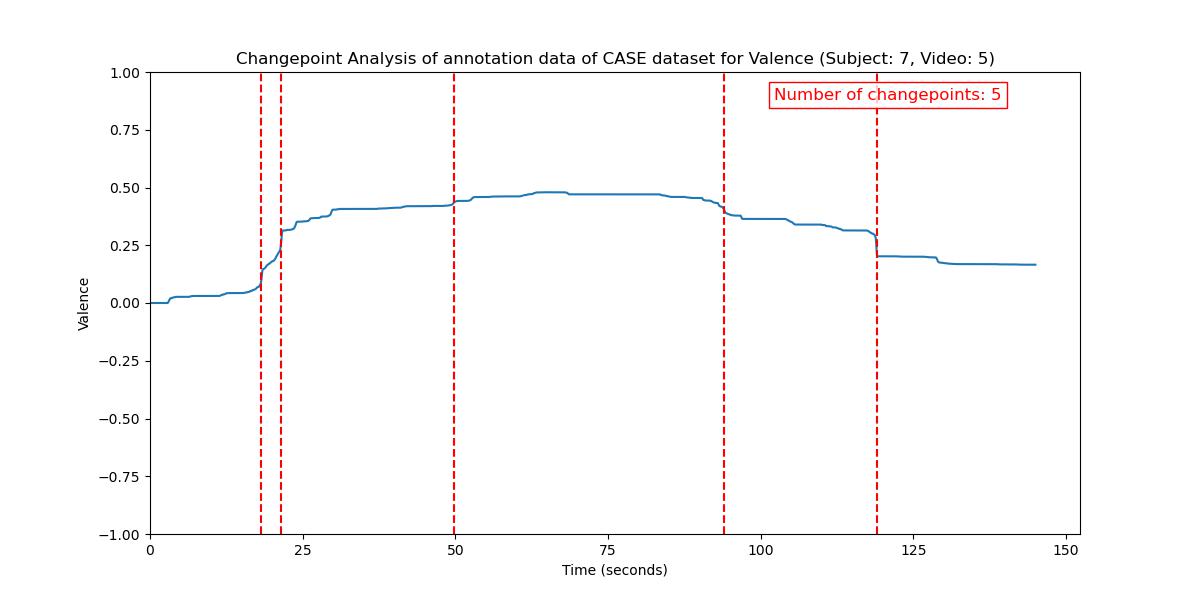 Changepoint Analysis of annotation data of CASE dataset for Valence (Subject: 7, Video: 5)
Number of changepoints: 5
1.00
0.75
0.50
0.25
0.00
−0.25
−0.50
−0.75
−1.00
Valence
0 25 50 75 100 125 150
Time (seconds)